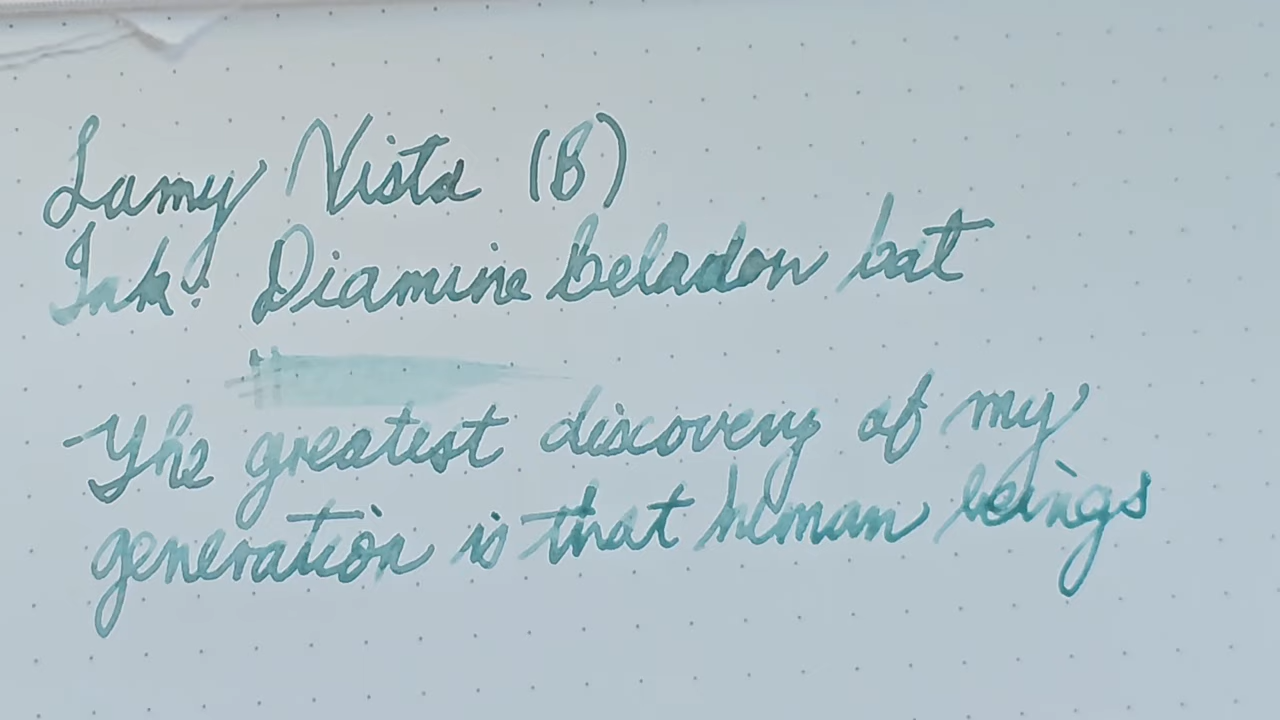 Lamy Vista (B)
Ink: Diamine Celadon Cat
The greatest discovery of my
generation is that human beings